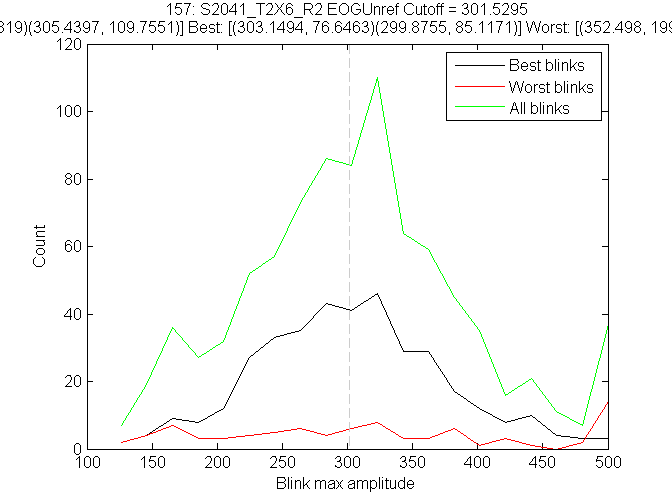 157: S2041_T2X6_R2 EOGUnref Cutoff = 301.5295
319)(305.4397, 109.7551)] Best: [(303.1494, 76.6463)(299.8755, 85.1171)] Worst: [(352.498, 199
120
100
80
60
40
20
0
Count
Best blinks
Worst blinks
All blinks
100 150 200 250 300 350 400 450 500
Blink max amplitude